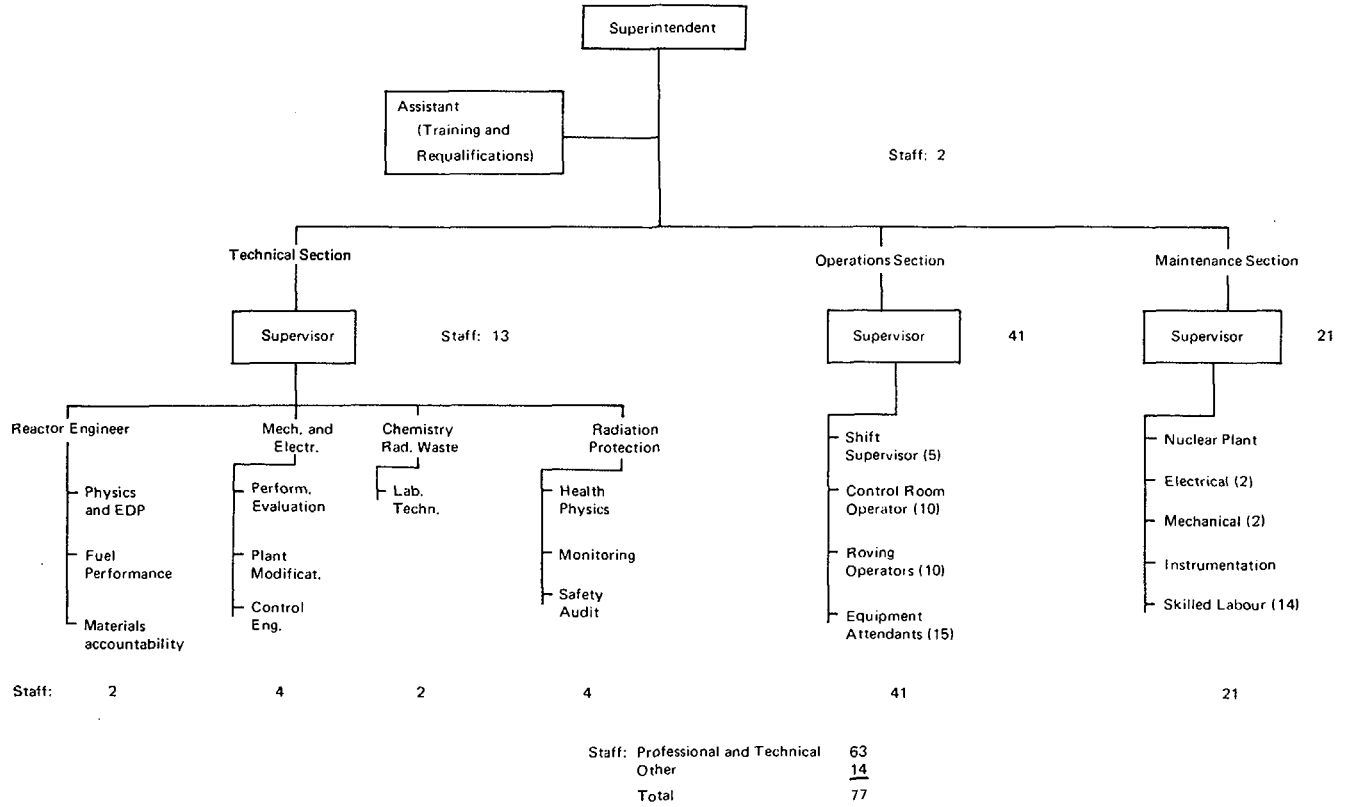 Superintendent
Assistant
(Training and
Requalifications)
Staff: 2
Technical Section
Operations Section
Maintenance Section
Supervisor
Staff: 13
Supervisor
41
Supervisor
21
Reactor Engineer
Physics
and EDP
Fuel
Performance
Materials
accountability
Mech. and
Electr.
Perform.
Evaluation
Plant
Modificat.
Control
Eng.
Chemistry
Rad. Waste
Lab.
Techn.
Radiation
Protection
Health
Physics
Monitoring
Safety
Audit
Shift
Supervisor (5)
Control Room
Operator (10)
Roving
Operators (10)
Equipment
Attendants (15)
Nuclear Plant
Electrical (2)
Mechanical (2)
Instrumentation
Skilled Labour (14)
Staff: 2 4 2 4 41 21
Staff: Professional and Technical 63
Other 14
Total 77